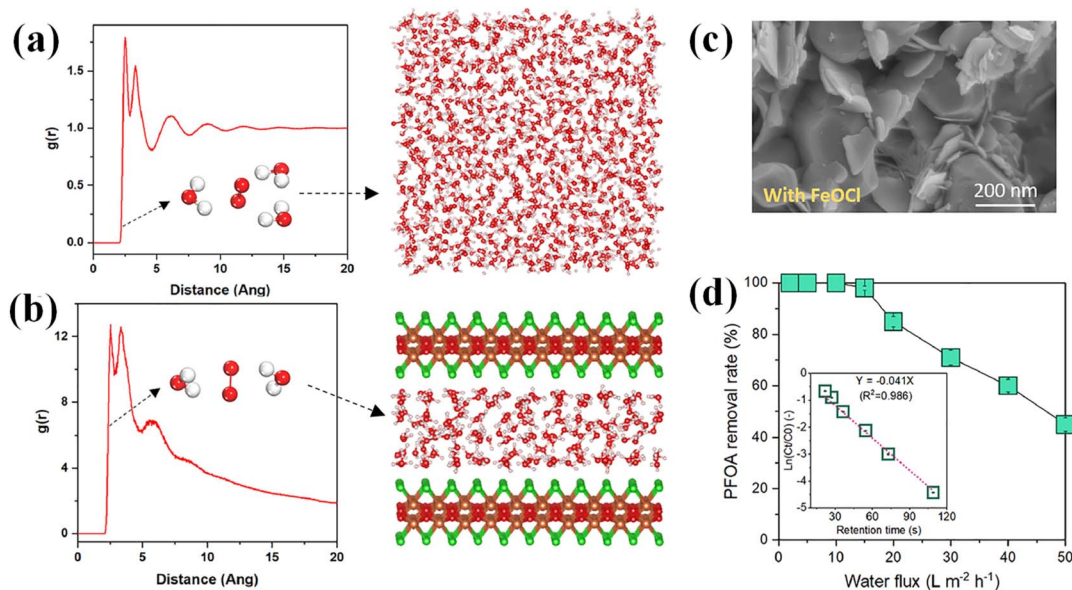 (a)
g(r)
1.5
1.0
0.5
0.0
0 5 10 15 20
Distance (Ang)
(b)
g(r)
12
8
4
0
0 5 10 15 20
Distance (Ang)
(c)
With FeOCl
200 nm
(d)
PFOA removal rate (%)
100
80
60
40
20
0
Y = -0.041X
(R²=0.986)
Ln(Ct/C0) (-)
0
-1
-2
-3
-4
-5
0 30 60 90 120
Retention time (s)
0 10 20 30 40 50
Water flux (L m⁻² h⁻¹)